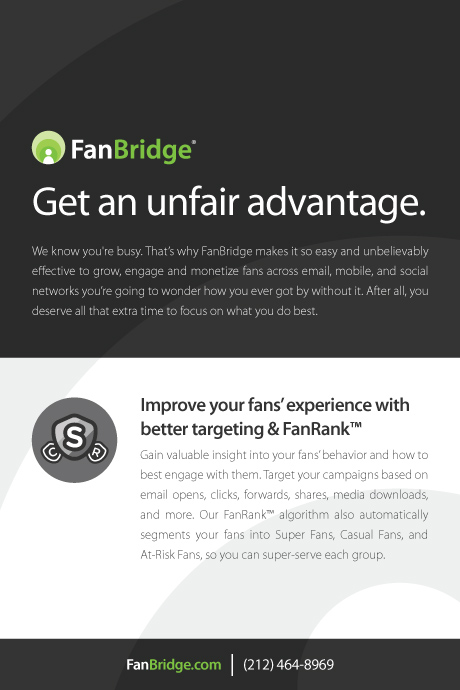 FanBridge®
Get an unfair advantage.
We know you're busy. That's why FanBridge makes it so easy and unbelievably
effective to grow, engage and monetize fans across email, mobile, and social
networks you're going to wonder how you ever got by without it. After all, you
deserve all that extra time to focus on what you do best.
C S R
Improve your fans' experience with
better targeting & FanRank™
Gain valuable insight into your fans' behavior and how to
best engage with them. Target your campaigns based on
email opens, clicks, forwards, shares, media downloads,
and more. Our FanRank™ algorithm also automatically
segments your fans into Super Fans, Casual Fans, and
At-Risk Fans, so you can super-serve each group.
FanBridge.com | (212) 464-8969